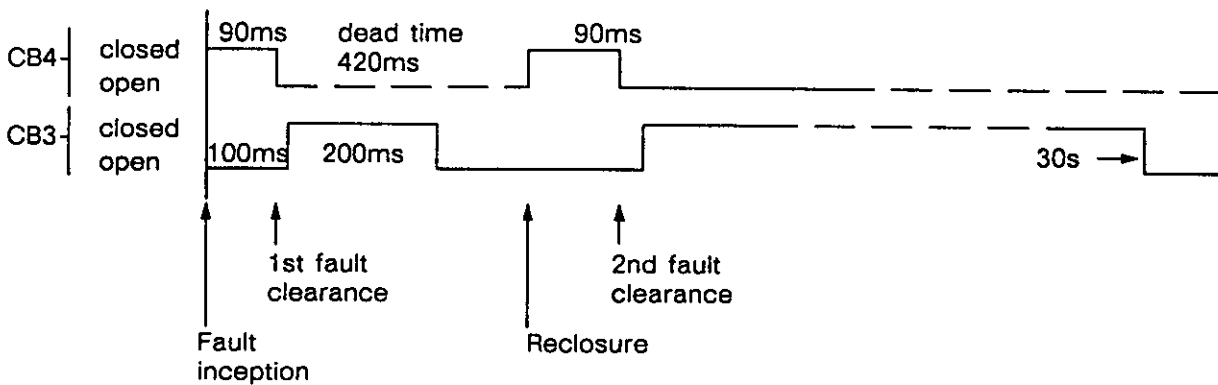 90ms
dead time
90ms
CB4
closed
420ms
open
CB3
closed
open
100ms
200ms
30s
1st fault
clearance
2nd fault
clearance
Fault
inception
Reclosure